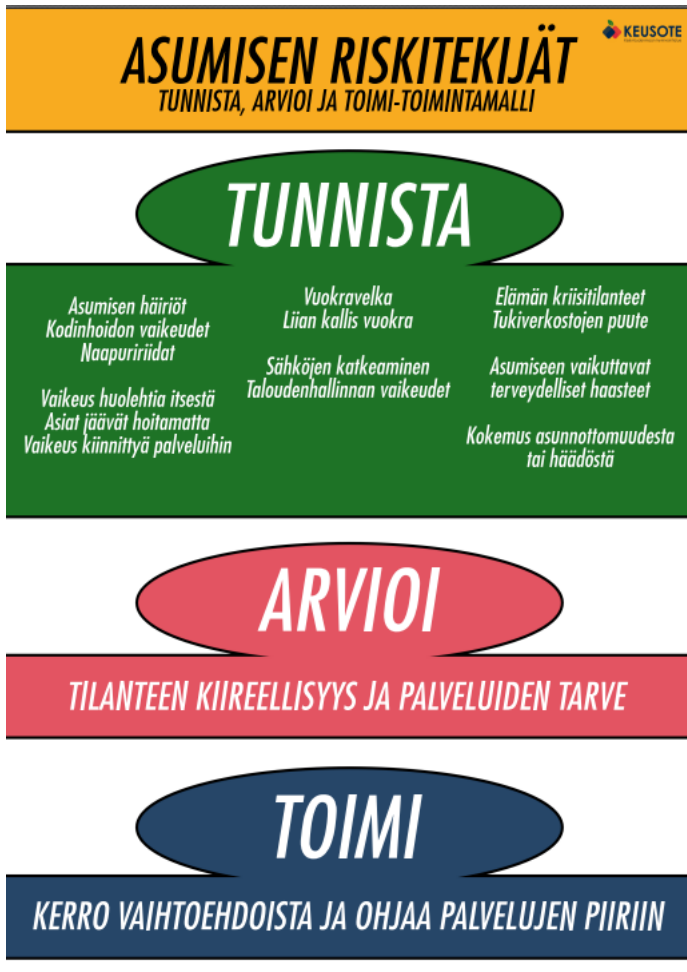 KEUSOTE
ASUMISEN RISKITEKIJÄT
TUNNISTA, ARVIOI JA TOIMI-TOIMINTAMALLI
TUNNISTA
Asumisen häiriöt
Kodinhoidon vaikeudet
Naapuririidat
Vaikeus huolehtia itsestä
Asiat jäävät hoitamatta
Vaikeus kiinnittyä palveluihin
Vuokravelka
Liian kallis vuokra
Sähköjen katkeaminen
Taloudenhallinnan vaikeudet
Elämän kriisitilanteet
Tukiverkostojen puute
Asumiseen vaikuttavat
terveydelliset haasteet
Kokemus asunnottomuudesta
tai häädöstä
ARVIOI
TILANTEEN KIIREELLISYYS JA PALVELUIDEN TARVE
TOIMI
KERRO VAIHTOEHDOISTA JA OHJAA PALVELUJEN PIIRIIN